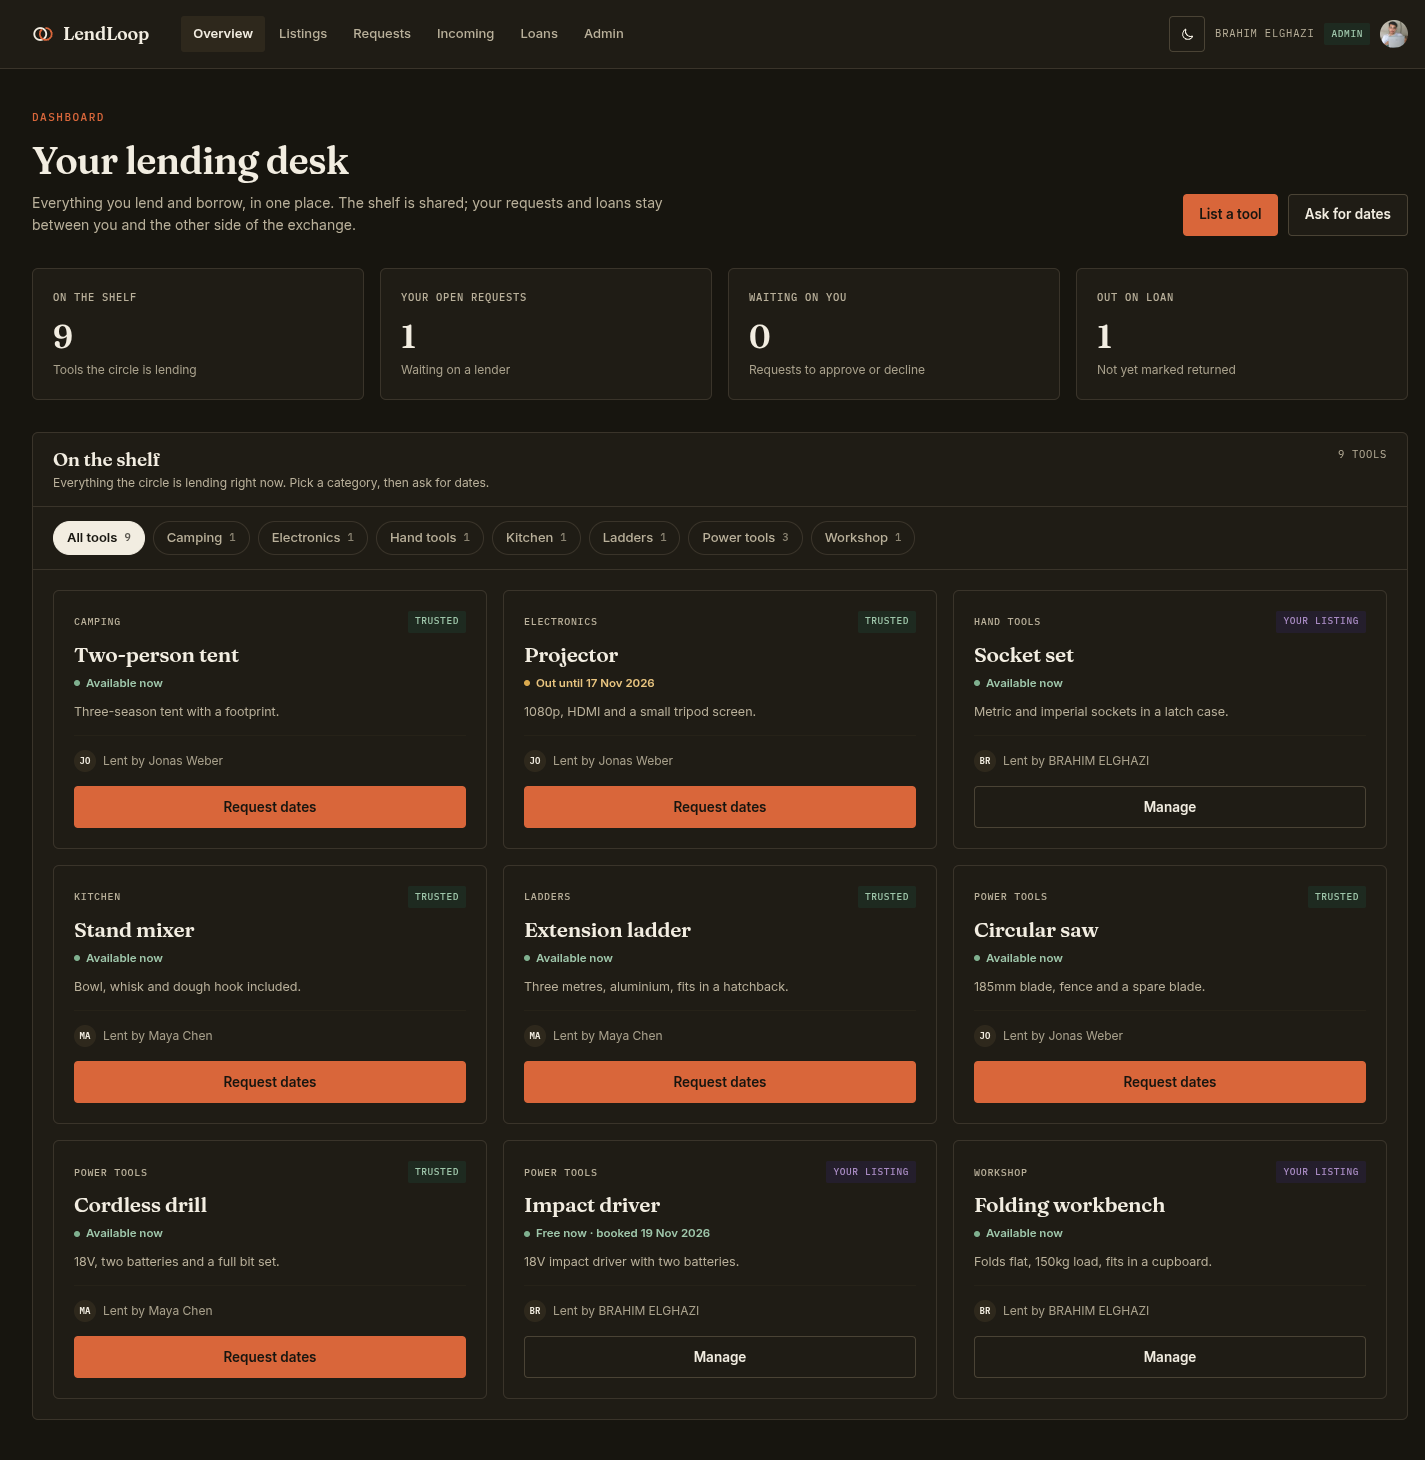 LendLoop
Overview
Listings
Requests
Incoming
Loans
Admin
BRAHIM ELGHAZI
ADMIN
DASHBOARD
Your lending desk
Everything you lend and borrow, in one place. The shelf is shared; your requests and loans stay
between you and the other side of the exchange.
List a tool
Ask for dates
ON THE SHELF
9
Tools the circle is lending
YOUR OPEN REQUESTS
1
Waiting on a lender
WAITING ON YOU
0
Requests to approve or decline
OUT ON LOAN
1
Not yet marked returned
On the shelf
9 TOOLS
Everything the circle is lending right now. Pick a category, then ask for dates.
All tools 9
Camping 1
Electronics 1
Hand tools 1
Kitchen 1
Ladders 1
Power tools 3
Workshop 1
CAMPING
TRUSTED
Two-person tent
Available now
Three-season tent with a footprint.
JO Lent by Jonas Weber
Request dates
ELECTRONICS
TRUSTED
Projector
Out until 17 Nov 2026
1080p, HDMI and a small tripod screen.
JO Lent by Jonas Weber
Request dates
HAND TOOLS
YOUR LISTING
Socket set
Available now
Metric and imperial sockets in a latch case.
BR Lent by BRAHIM ELGHAZI
Manage
KITCHEN
TRUSTED
Stand mixer
Available now
Bowl, whisk and dough hook included.
MA Lent by Maya Chen
Request dates
LADDERS
TRUSTED
Extension ladder
Available now
Three metres, aluminium, fits in a hatchback.
MA Lent by Maya Chen
Request dates
POWER TOOLS
TRUSTED
Circular saw
Available now
185mm blade, fence and a spare blade.
JO Lent by Jonas Weber
Request dates
POWER TOOLS
TRUSTED
Cordless drill
Available now
18V, two batteries and a full bit set.
MA Lent by Maya Chen
Request dates
POWER TOOLS
YOUR LISTING
Impact driver
Free now · booked 19 Nov 2026
18V impact driver with two batteries.
BR Lent by BRAHIM ELGHAZI
Manage
WORKSHOP
YOUR LISTING
Folding workbench
Available now
Folds flat, 150kg load, fits in a cupboard.
BR Lent by BRAHIM ELGHAZI
Manage